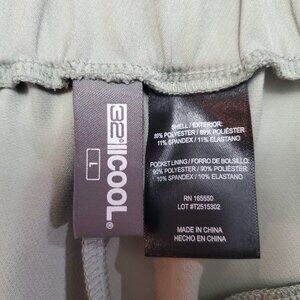 32°||COOL®
L
SHELL / EXTERIOR:
89% POLYESTER / 89% POLIÉSTER
11% SPANDEX / 11% ELASTANO
POCKET LINING / FORRO DE BOLSILLO:
90% POLYESTER / 90% POLIÉSTER
10% SPANDEX / 10% ELASTANO
RN 165550
LOT #T2515302
MADE IN CHINA
HECHO EN CHINA